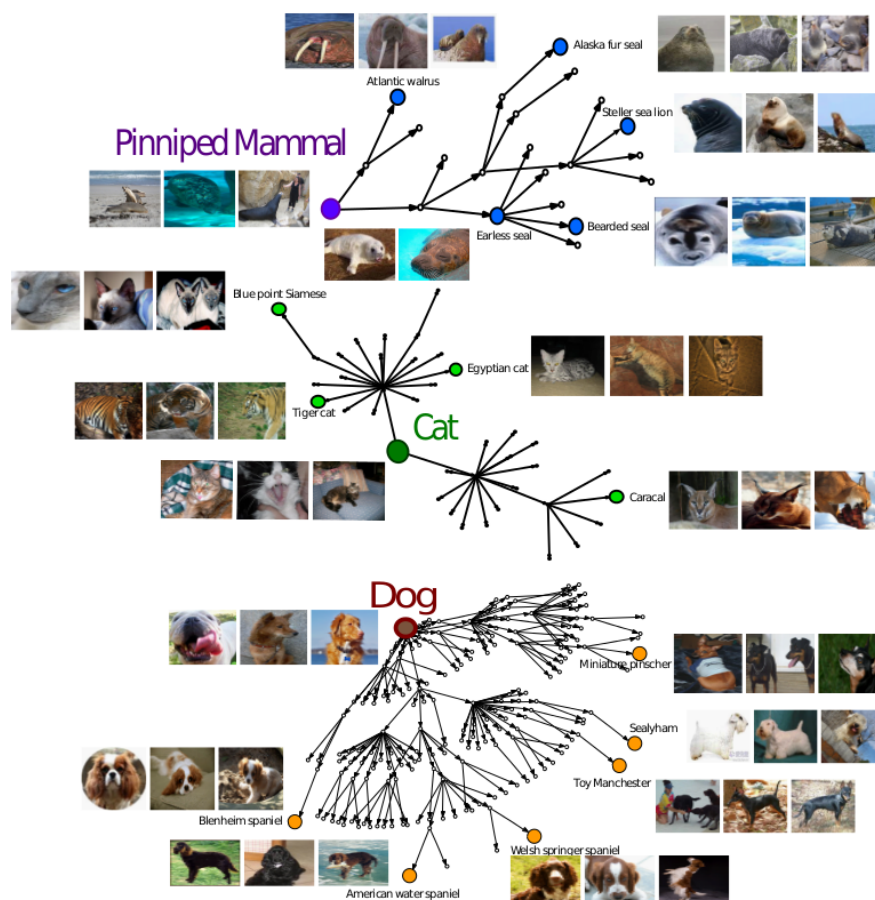 Alaska fur seal
Atlantic walrus
Steller sea lion
Pinniped Mammal
Earless seal
Bearded seal
Blue point Siamese
Egyptian cat
Tiger cat
Cat
Caracal
Dog
Miniature pinscher
Sealyham
Toy Manchester
Blenheim spaniel
Welsh springer spaniel
American water spaniel